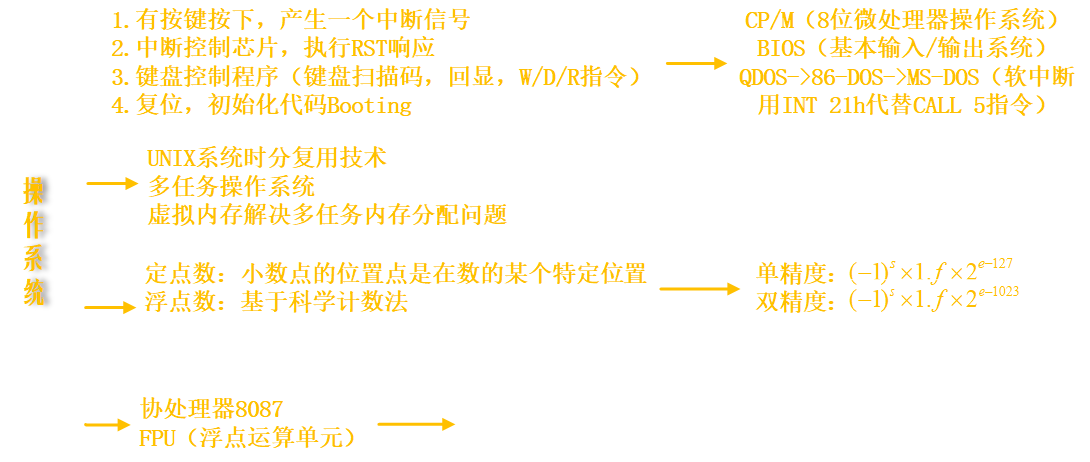 1.有按键按下，产生一个中断信号
2.中断控制芯片，执行RST响应
3.键盘控制程序（键盘扫描码，回显，W/D/R指令）
4.复位，初始化代码Booting
CP/M（8位微处理器操作系统）
BIOS（基本输入/输出系统）
QDOS->86-DOS->MS-DOS（软中断
用INT 21h代替CALL 5指令）
操作系统
UNIX系统时分复用技术
多任务操作系统
虚拟内存解决多任务内存分配问题
定点数：小数点的位置点是在数的某个特定位置
浮点数：基于科学计数法
单精度：(−1)^s×1.f×2^{e−127}
双精度：(−1)^s×1.f×2^{e−1023}
协处理器8087
FPU（浮点运算单元）